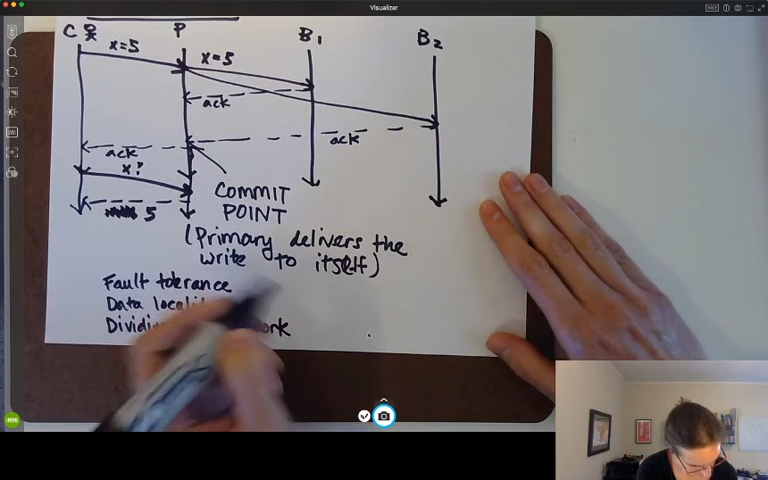 Visualizer
C P B1 B2
x=5 x=5
ack
ack ack
x?
5
COMMIT
POINT
(Primary delivers the
write to itself)
Fault tolerance
Data